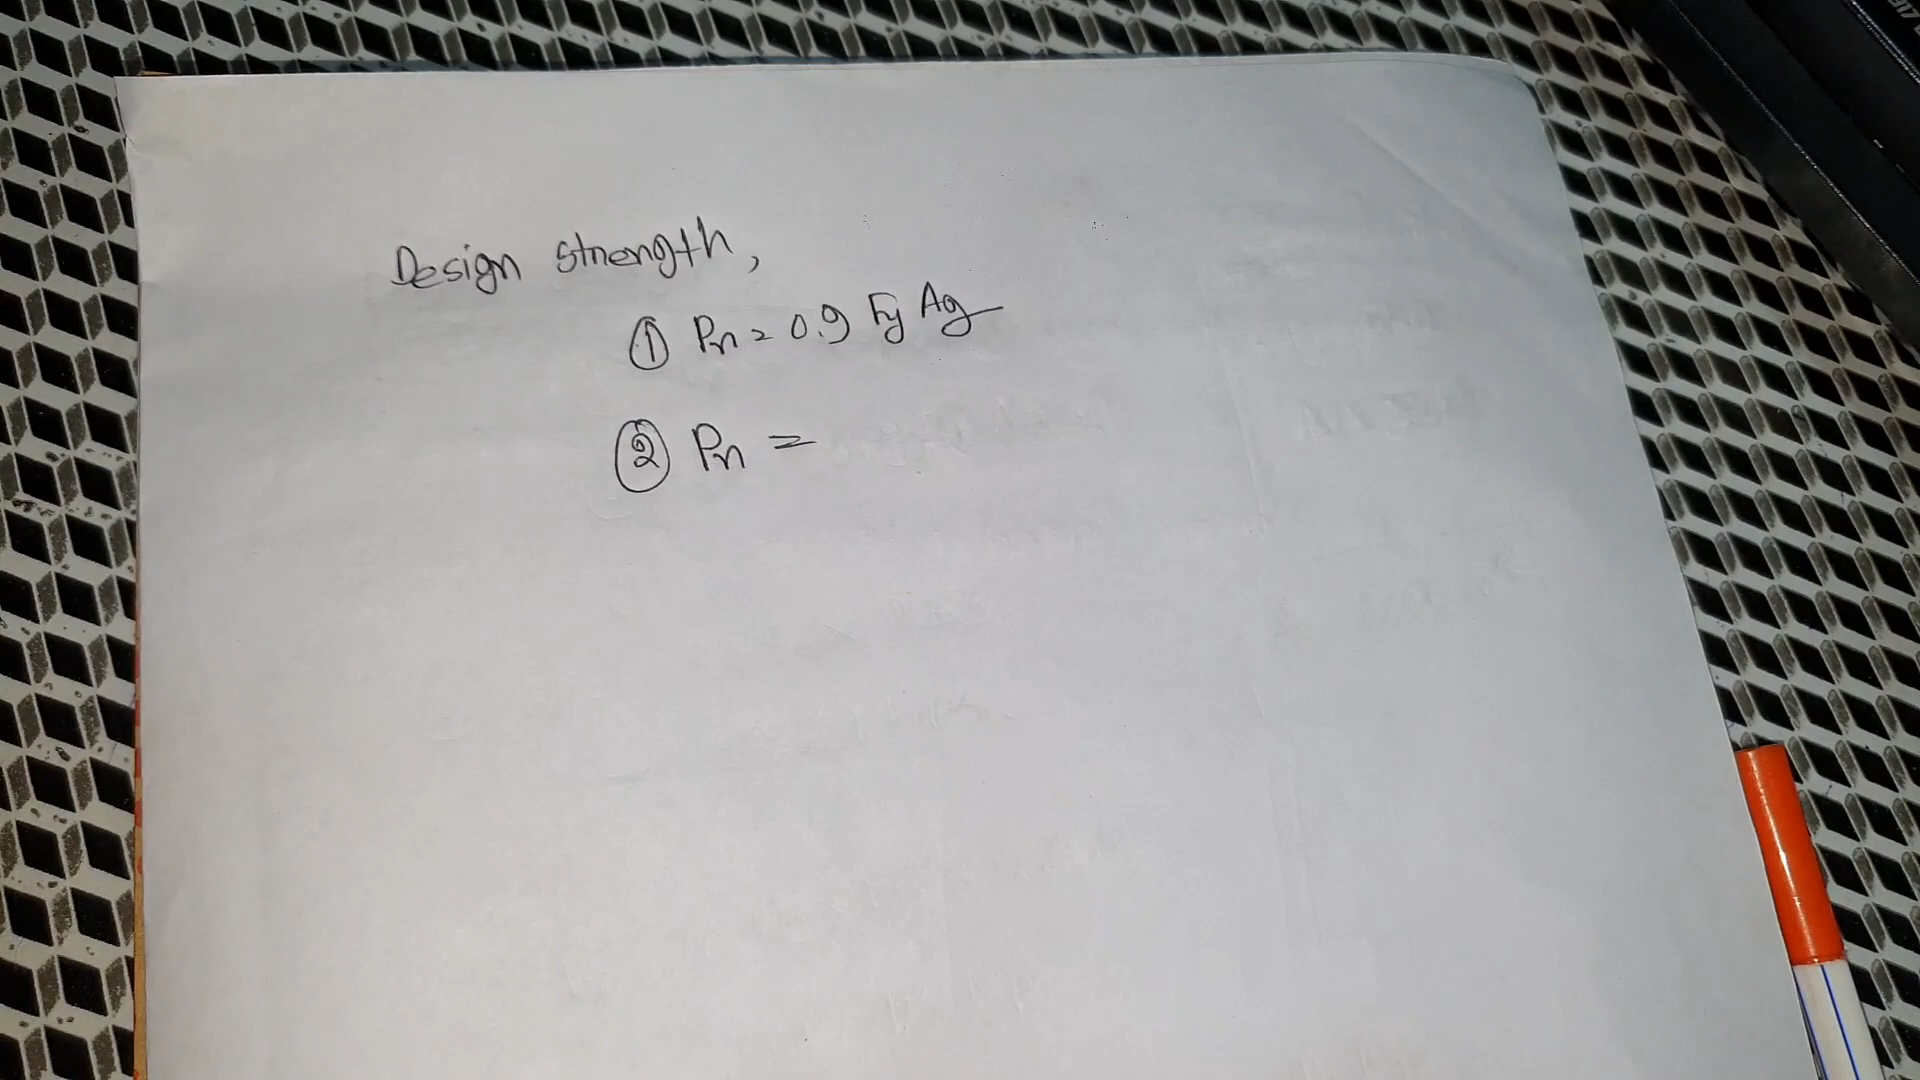 Design strength,
① Pn = 0.9 Fy Ag
② Pn =